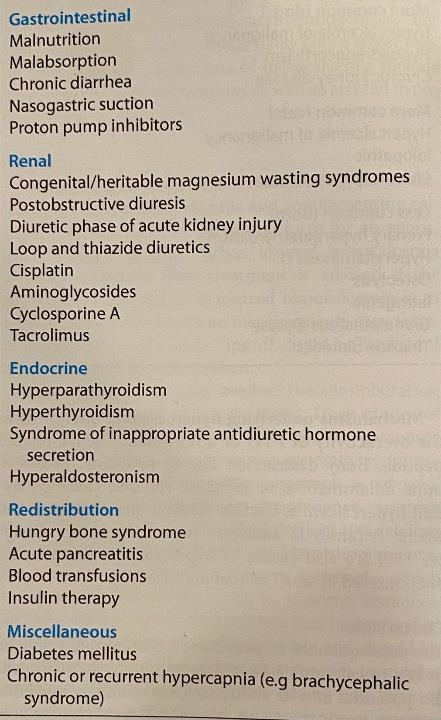 Gastrointestinal
Malnutrition
Malabsorption
Chronic diarrhea
Nasogastric suction
Proton pump inhibitors
Renal
Congenital/heritable magnesium wasting syndromes
Postobstructive diuresis
Diuretic phase of acute kidney injury
Loop and thiazide diuretics
Cisplatin
Aminoglycosides
Cyclosporine A
Tacrolimus
Endocrine
Hyperparathyroidism
Hyperthyroidism
Syndrome of inappropriate antidiuretic hormone
secretion
Hyperaldosteronism
Redistribution
Hungry bone syndrome
Acute pancreatitis
Blood transfusions
Insulin therapy
Miscellaneous
Diabetes mellitus
Chronic or recurrent hypercapnia (e.g brachycephalic
syndrome)